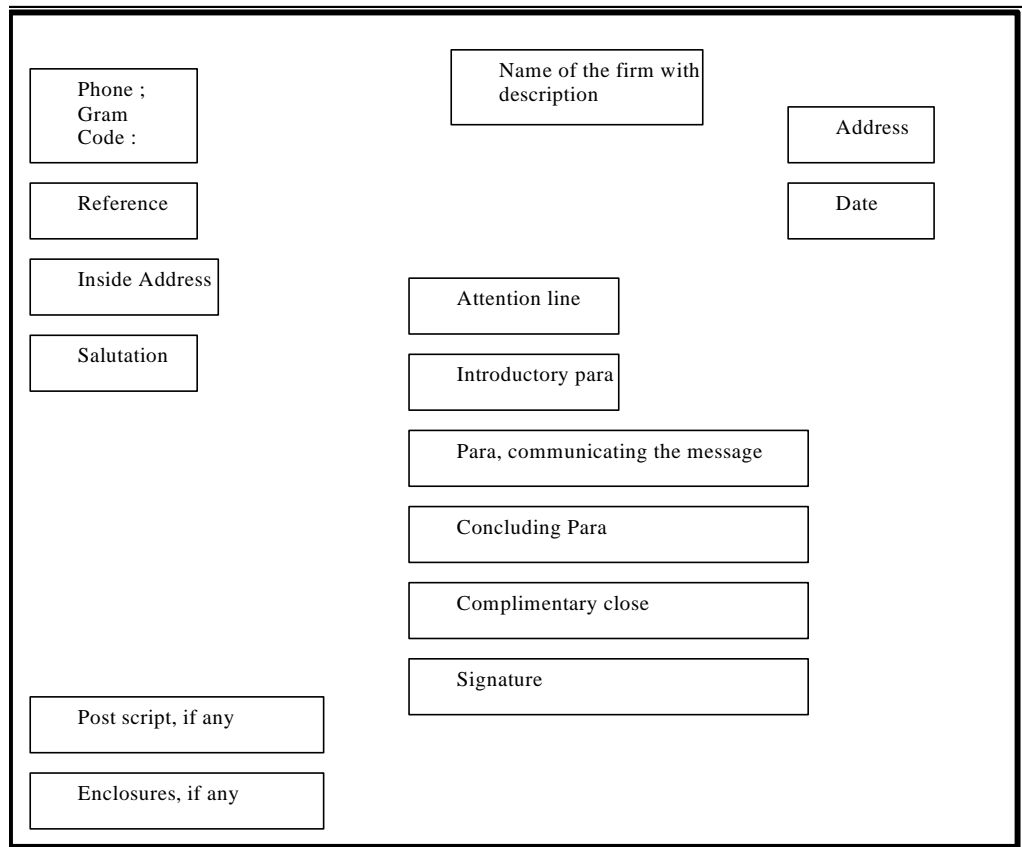 Name of the firm with
description
Phone ;
Gram
Code :
Address
Reference
Date
Inside Address
Attention line
Salutation
Introductory para
Para, communicating the message
Concluding Para
Complimentary close
Signature
Post script, if any
Enclosures, if any